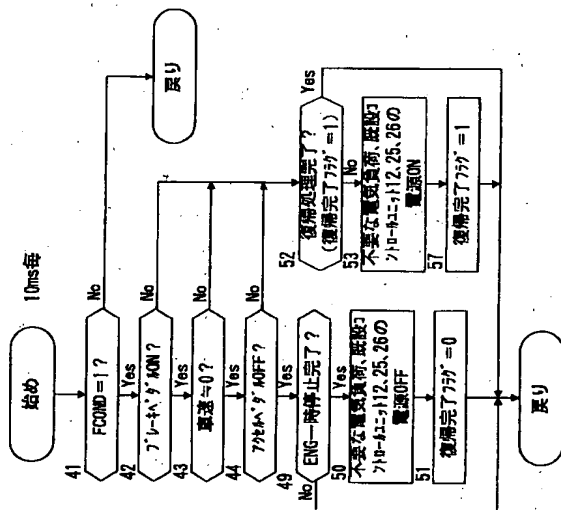 10ms毎
始め
41
FCOND=1?
No
戻り
Yes
42
ブレーキペダルON?
No
Yes
43
車速≒0?
No
Yes
44
アクセルペダルOFF?
No
Yes
49
ENG一時停止完了?
No
Yes
50
不要な電気負荷、既設コ
ントロールユニット12、25、26の
電源OFF
51
復帰完了フラグ=0
52
復帰処理完了?
(復帰完了フラグ=1)
Yes
No
53
不要な電気負荷、既設コ
ントロールユニット12、25、26の
電源ON
57
復帰完了フラグ=1
戻り